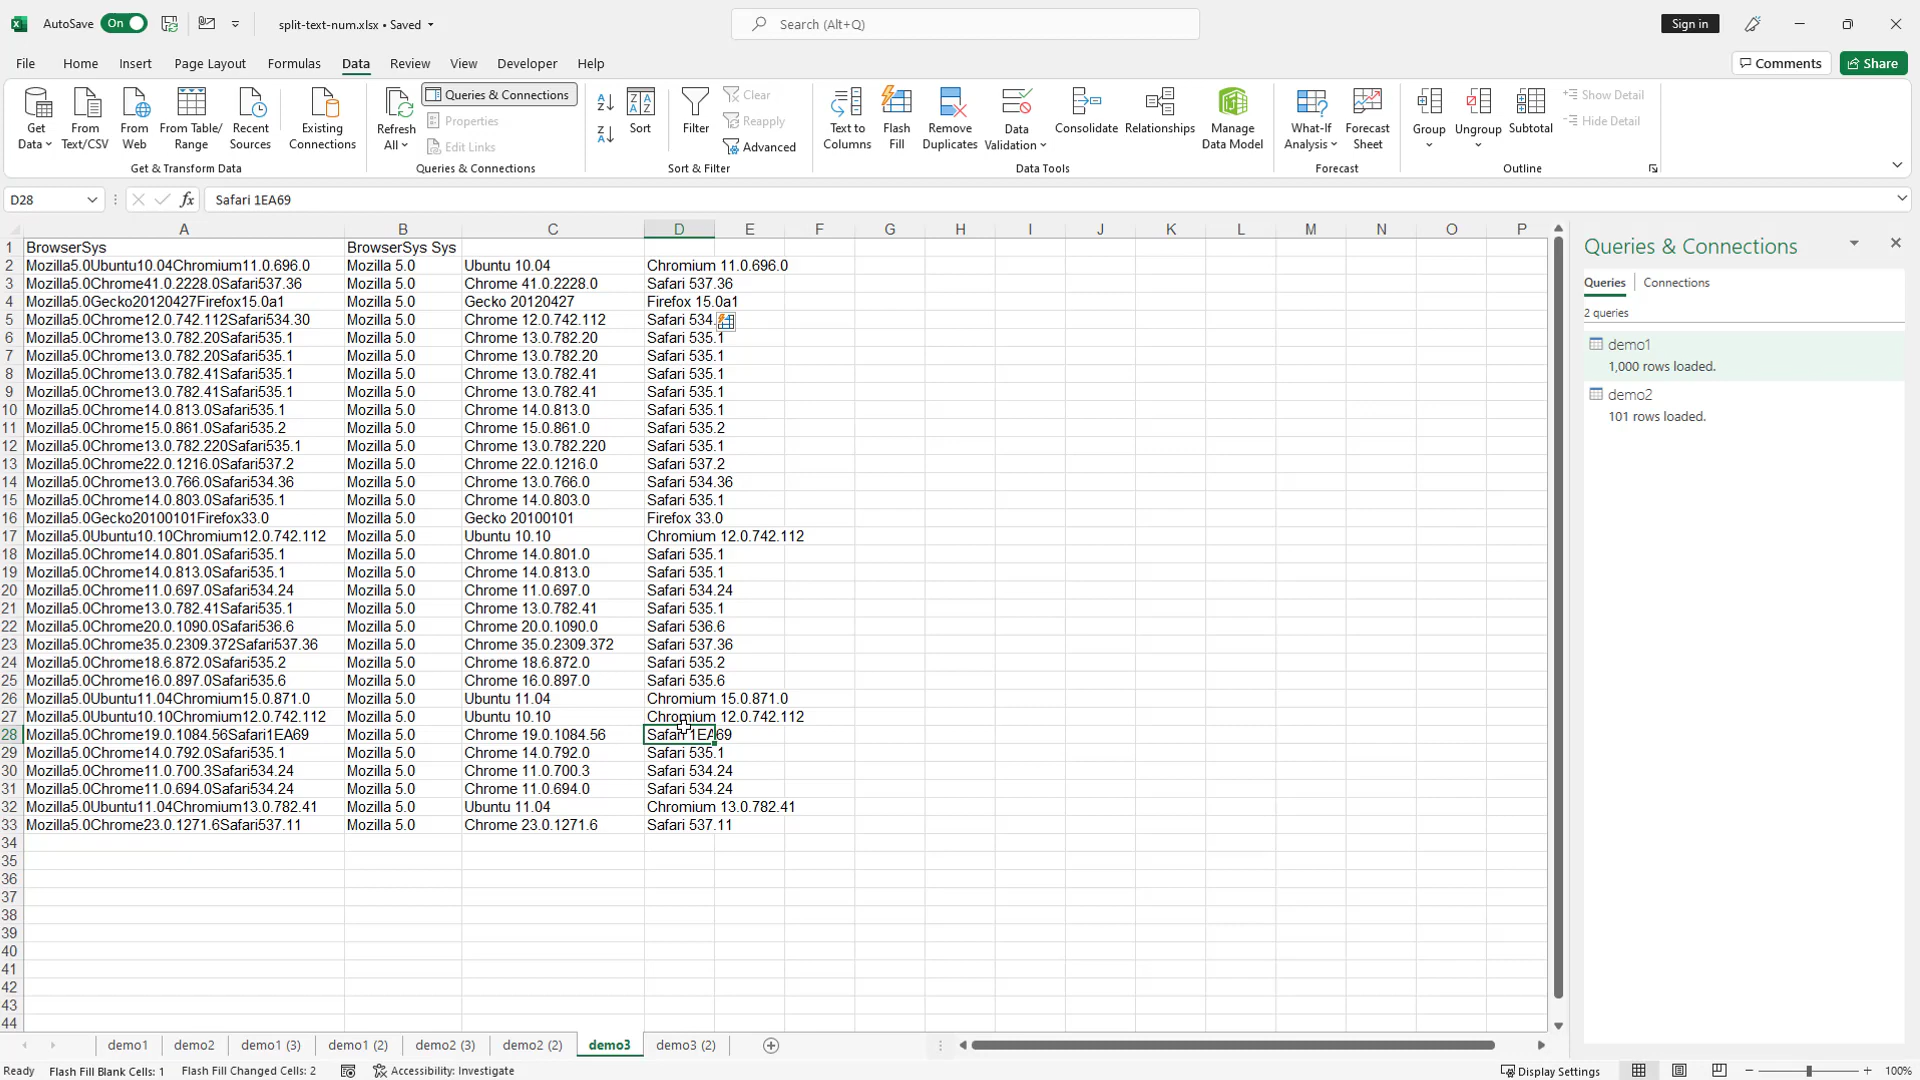 AutoSave On split-text-num.xlsx • Saved Search (Alt+Q) Sign in
File Home Insert Page Layout Formulas Data Review View Developer Help Comments Share
Get Data From Text/CSV From Web From Table/Range Recent Sources Existing Connections
Get & Transform Data
Refresh All Queries & Connections Properties Edit Links
Queries & Connections
Sort Filter Clear Reapply Advanced
Sort & Filter
Text to Columns Flash Fill Remove Duplicates Data Validation Consolidate Relationships Manage Data Model
Data Tools
What-If Analysis Forecast Sheet
Forecast
Group Ungroup Subtotal Show Detail Hide Detail
Outline
D28 fx Safari 1EA69
A B C D E F G H I J K L M N O P
1 BrowserSys BrowserSys Sys
2 Mozilla5.0Ubuntu10.04Chromium11.0.696.0 Mozilla 5.0 Ubuntu 10.04 Chromium 11.0.696.0
3 Mozilla5.0Chrome41.0.2228.0Safari537.36 Mozilla 5.0 Chrome 41.0.2228.0 Safari 537.36
4 Mozilla5.0Gecko20120427Firefox15.0a1 Mozilla 5.0 Gecko 20120427 Firefox 15.0a1
5 Mozilla5.0Chrome12.0.742.112Safari534.30 Mozilla 5.0 Chrome 12.0.742.112 Safari 534.
6 Mozilla5.0Chrome13.0.782.20Safari535.1 Mozilla 5.0 Chrome 13.0.782.20 Safari 535.1
7 Mozilla5.0Chrome13.0.782.20Safari535.1 Mozilla 5.0 Chrome 13.0.782.20 Safari 535.1
8 Mozilla5.0Chrome13.0.782.41Safari535.1 Mozilla 5.0 Chrome 13.0.782.41 Safari 535.1
9 Mozilla5.0Chrome13.0.782.41Safari535.1 Mozilla 5.0 Chrome 13.0.782.41 Safari 535.1
10 Mozilla5.0Chrome14.0.813.0Safari535.1 Mozilla 5.0 Chrome 14.0.813.0 Safari 535.1
11 Mozilla5.0Chrome15.0.861.0Safari535.2 Mozilla 5.0 Chrome 15.0.861.0 Safari 535.2
12 Mozilla5.0Chrome13.0.782.220Safari535.1 Mozilla 5.0 Chrome 13.0.782.220 Safari 535.1
13 Mozilla5.0Chrome22.0.1216.0Safari537.2 Mozilla 5.0 Chrome 22.0.1216.0 Safari 537.2
14 Mozilla5.0Chrome13.0.766.0Safari534.36 Mozilla 5.0 Chrome 13.0.766.0 Safari 534.36
15 Mozilla5.0Chrome14.0.803.0Safari535.1 Mozilla 5.0 Chrome 14.0.803.0 Safari 535.1
16 Mozilla5.0Gecko20100101Firefox33.0 Mozilla 5.0 Gecko 20100101 Firefox 33.0
17 Mozilla5.0Ubuntu10.10Chromium12.0.742.112 Mozilla 5.0 Ubuntu 10.10 Chromium 12.0.742.112
18 Mozilla5.0Chrome14.0.801.0Safari535.1 Mozilla 5.0 Chrome 14.0.801.0 Safari 535.1
19 Mozilla5.0Chrome14.0.813.0Safari535.1 Mozilla 5.0 Chrome 14.0.813.0 Safari 535.1
20 Mozilla5.0Chrome11.0.697.0Safari534.24 Mozilla 5.0 Chrome 11.0.697.0 Safari 534.24
21 Mozilla5.0Chrome13.0.782.41Safari535.1 Mozilla 5.0 Chrome 13.0.782.41 Safari 535.1
22 Mozilla5.0Chrome20.0.1090.0Safari536.6 Mozilla 5.0 Chrome 20.0.1090.0 Safari 536.6
23 Mozilla5.0Chrome35.0.2309.372Safari537.36 Mozilla 5.0 Chrome 35.0.2309.372 Safari 537.36
24 Mozilla5.0Chrome18.6.872.0Safari535.2 Mozilla 5.0 Chrome 18.6.872.0 Safari 535.2
25 Mozilla5.0Chrome16.0.897.0Safari535.6 Mozilla 5.0 Chrome 16.0.897.0 Safari 535.6
26 Mozilla5.0Ubuntu11.04Chromium15.0.871.0 Mozilla 5.0 Ubuntu 11.04 Chromium 15.0.871.0
27 Mozilla5.0Ubuntu10.10Chromium12.0.742.112 Mozilla 5.0 Ubuntu 10.10 Chromium 12.0.742.112
28 Mozilla5.0Chrome19.0.1084.56Safari1EA69 Mozilla 5.0 Chrome 19.0.1084.56 Safari 1EA69
29 Mozilla5.0Chrome14.0.792.0Safari535.1 Mozilla 5.0 Chrome 14.0.792.0 Safari 535.1
30 Mozilla5.0Chrome11.0.700.3Safari534.24 Mozilla 5.0 Chrome 11.0.700.3 Safari 534.24
31 Mozilla5.0Chrome11.0.694.0Safari534.24 Mozilla 5.0 Chrome 11.0.694.0 Safari 534.24
32 Mozilla5.0Ubuntu11.04Chromium13.0.782.41 Mozilla 5.0 Ubuntu 11.04 Chromium 13.0.782.41
33 Mozilla5.0Chrome23.0.1271.6Safari537.11 Mozilla 5.0 Chrome 23.0.1271.6 Safari 537.11
34
35
36
37
38
39
40
41
42
43
44
Queries & Connections
Queries Connections
2 queries
demo1
1,000 rows loaded.
demo2
101 rows loaded.
demo1 demo2 demo1 (3) demo1 (2) demo2 (3) demo2 (2) demo3 demo3 (2)
Ready Flash Fill Blank Cells: 1 Flash Fill Changed Cells: 2 Accessibility: Investigate Display Settings 100%